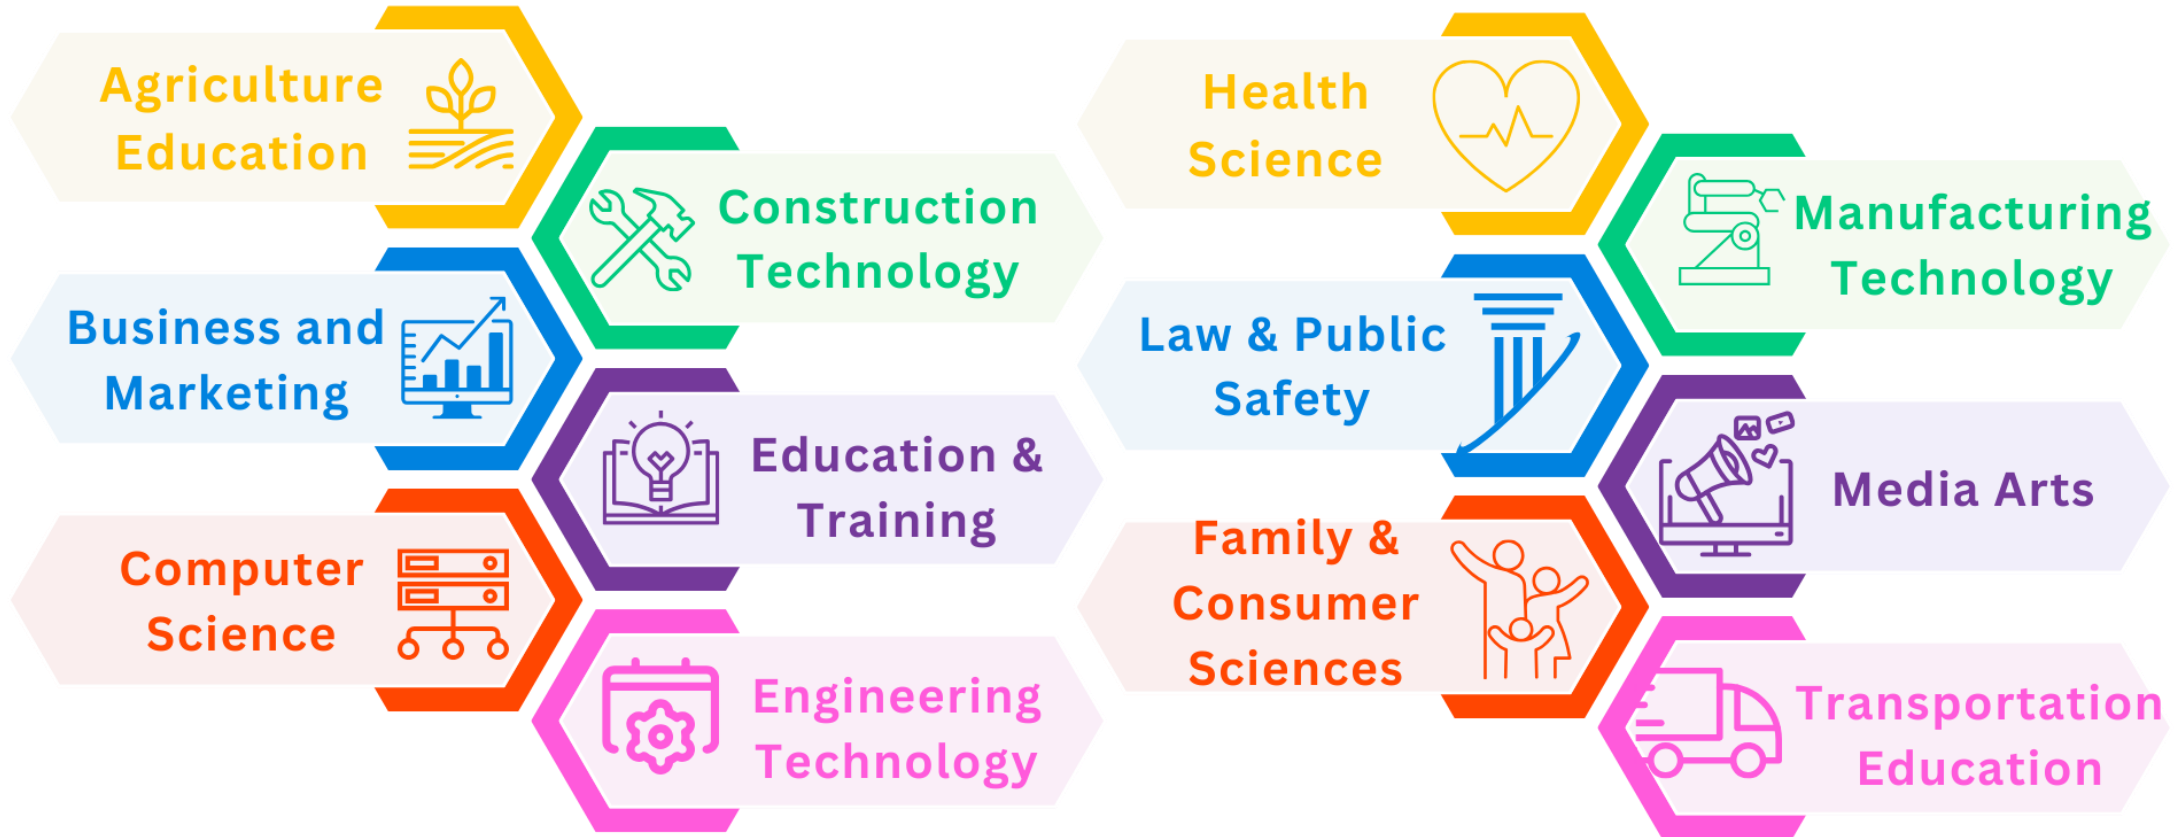 Agriculture
Education
Construction
Technology
Business and
Marketing
Education &
Training
Computer
Science
Engineering
Technology
Health
Science
Manufacturing
Technology
Law & Public
Safety
Media Arts
Family &
Consumer
Sciences
Transportation
Education